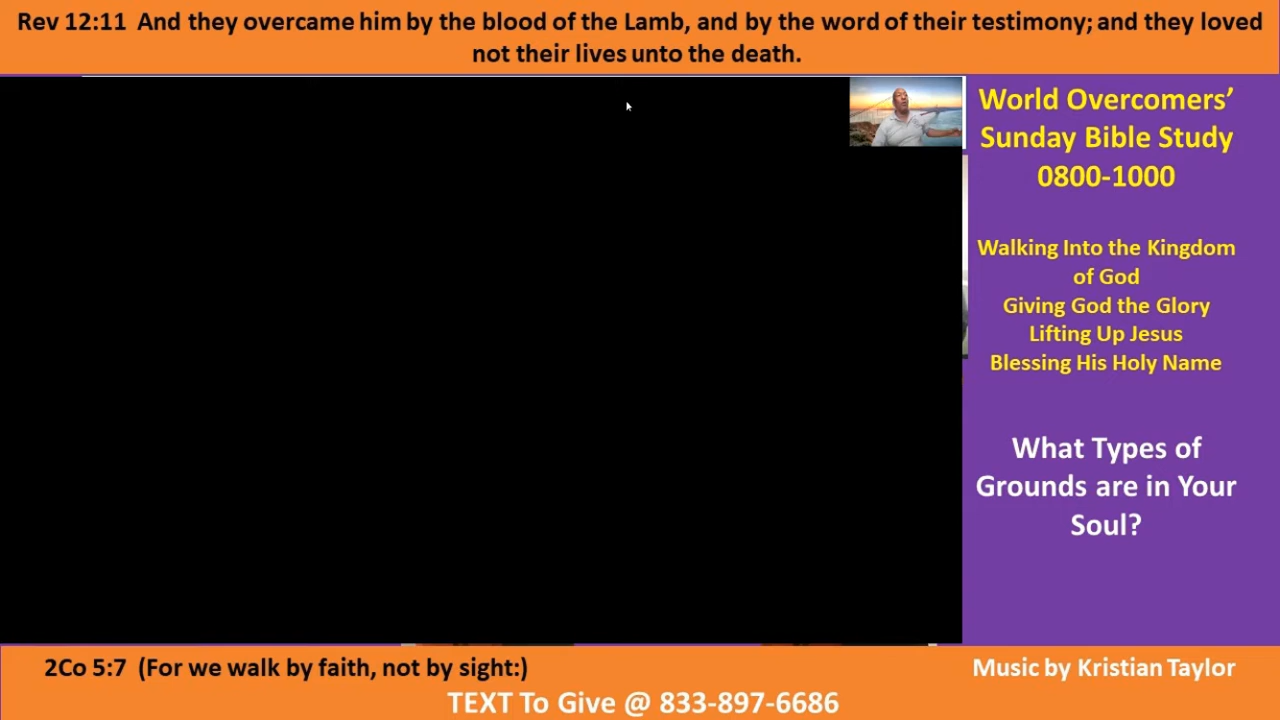 Rev 12:11  And they overcame him by the blood of the Lamb, and by the word of their testimony; and they loved
not their lives unto the death.
World Overcomers’
Sunday Bible Study
0800-1000
Walking Into the Kingdom
of God
Giving God the Glory
Lifting Up Jesus
Blessing His Holy Name
What Types of
Grounds are in Your
Soul?
2Co 5:7  (For we walk by faith, not by sight:)
Music by Kristian Taylor
TEXT To Give @ 833-897-6686